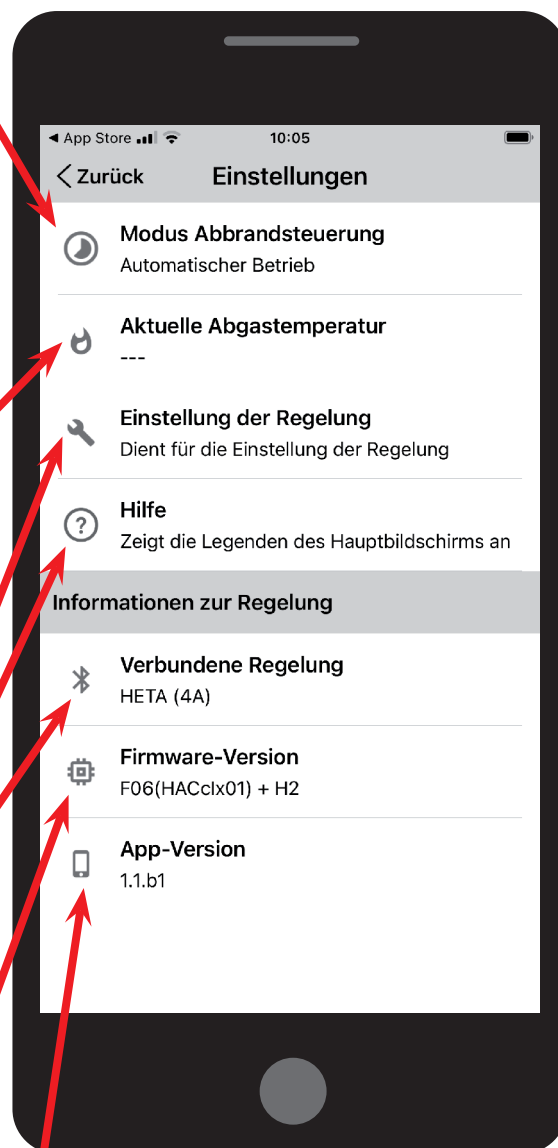 App Store 10:05
Zurück Einstellungen
Modus Abbrandsteuerung
Automatischer Betrieb
Aktuelle Abgastemperatur
---
Einstellung der Regelung
Dient für die Einstellung der Regelung
Hilfe
Zeigt die Legenden des Hauptbildschirms an
Informationen zur Regelung
Verbundene Regelung
HETA (4A)
Firmware-Version
F06(HACclx01) + H2
App-Version
1.1.b1